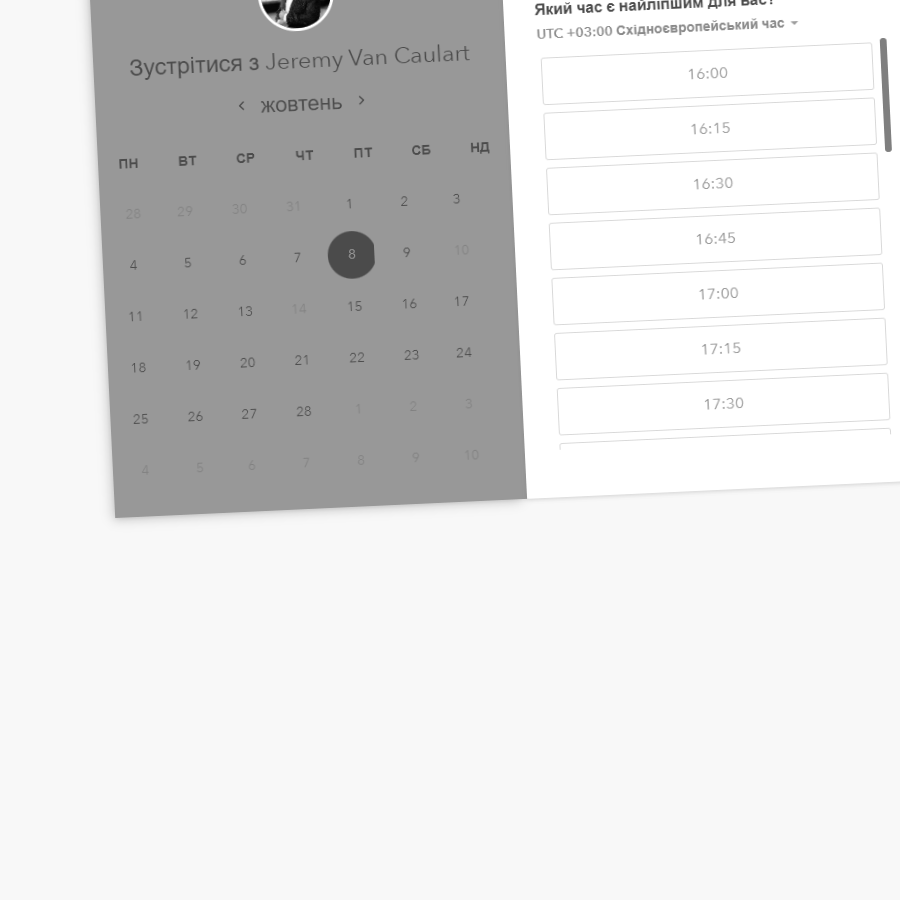 Зустрітися з Jeremy Van Caulart
жовтень
ПН ВТ СР ЧТ ПТ СБ НД
28 29 30 31 1 2 3
4 5 6 7 8 9 10
11 12 13 14 15 16 17
18 19 20 21 22 23 24
25 26 27 28 1 2 3
4 5 6 7 8 9 10
Який час є найліпшим для вас?
UTC +03:00 Східноєвропейський час
16:00
16:15
16:30
16:45
17:00
17:15
17:30